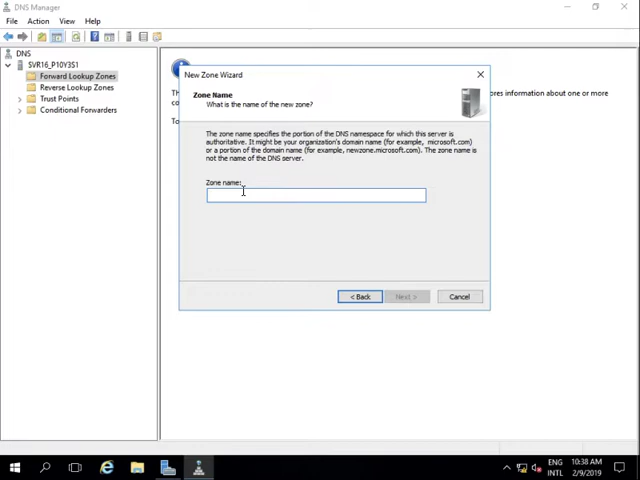 DNS Manager
File Action View Help
DNS
SVR16_P10Y3S1
Forward Lookup Zones
Reverse Lookup Zones
Trust Points
Conditional Forwarders
New Zone Wizard
Zone Name
What is the name of the new zone?
The zone name specifies the portion of the DNS namespace for which this server is
authoritative. It might be your organization's domain name (for example, microsoft.com)
or a portion of the domain name (for example, newzone.microsoft.com). The zone name is
not the name of the DNS server.
Zone name:
< Back Next > Cancel
ores information about one or more
ENG
INTL
10:38 AM
2/9/2019